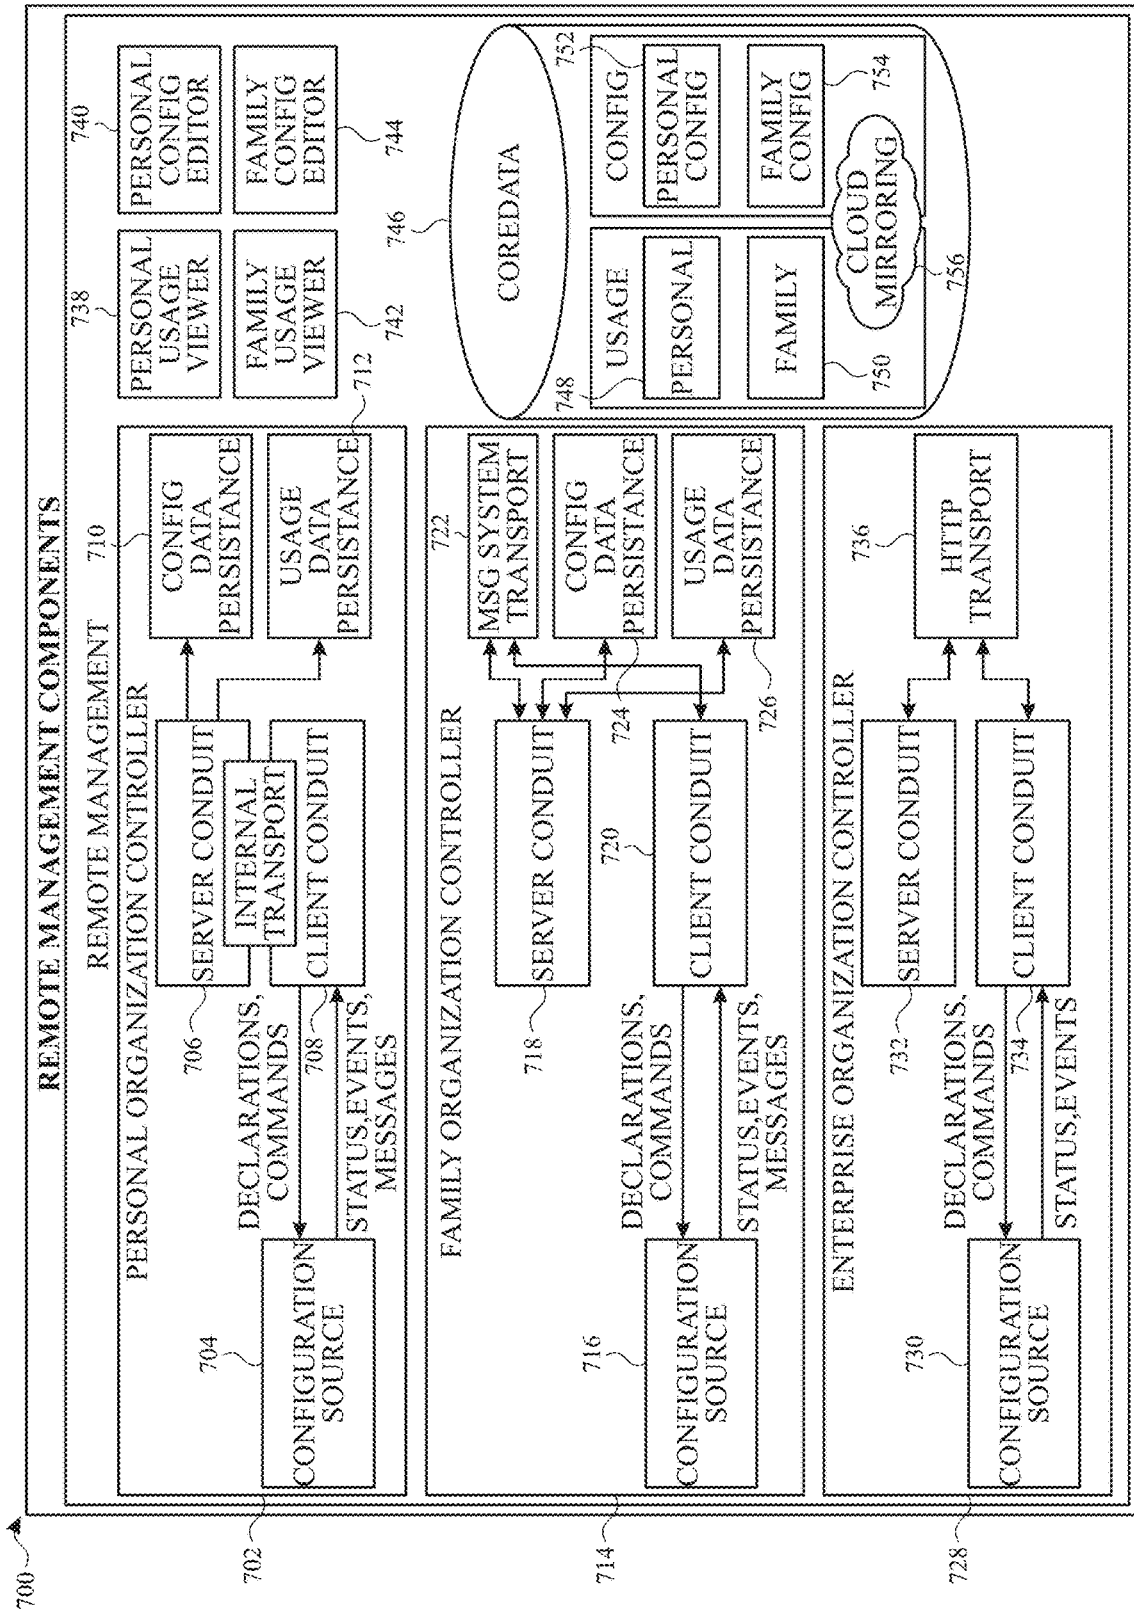 700
REMOTE MANAGEMENT COMPONENTS
REMOTE MANAGEMENT
702
PERSONAL ORGANIZATION CONTROLLER
704
CONFIGURATION
SOURCE
DECLARATIONS,
COMMANDS
STATUS,EVENTS,
MESSAGES
706
SERVER CONDUIT
INTERNAL
TRANSPORT
708
CLIENT CONDUIT
710
CONFIG
DATA
PERSISTANCE
712
USAGE
DATA
PERSISTANCE
714
FAMILY ORGANIZATION CONTROLLER
716
CONFIGURATION
SOURCE
DECLARATIONS,
COMMANDS
STATUS,EVENTS,
MESSAGES
718
SERVER CONDUIT
720
CLIENT CONDUIT
722
MSG SYSTEM
TRANSPORT
724
CONFIG
DATA
PERSISTANCE
726
USAGE
DATA
PERSISTANCE
728
ENTERPRISE ORGANIZATION CONTROLLER
730
CONFIGURATION
SOURCE
DECLARATIONS,
COMMANDS
STATUS,EVENTS
732
SERVER CONDUIT
734
CLIENT CONDUIT
736
HTTP
TRANSPORT
738
PERSONAL
USAGE
VIEWER
740
PERSONAL
CONFIG
EDITOR
742
FAMILY
USAGE
VIEWER
744
FAMILY
CONFIG
EDITOR
746
COREDATA
USAGE
748
PERSONAL
750
FAMILY
CONFIG
752
PERSONAL
CONFIG
754
FAMILY
CONFIG
CLOUD
MIRRORING
756